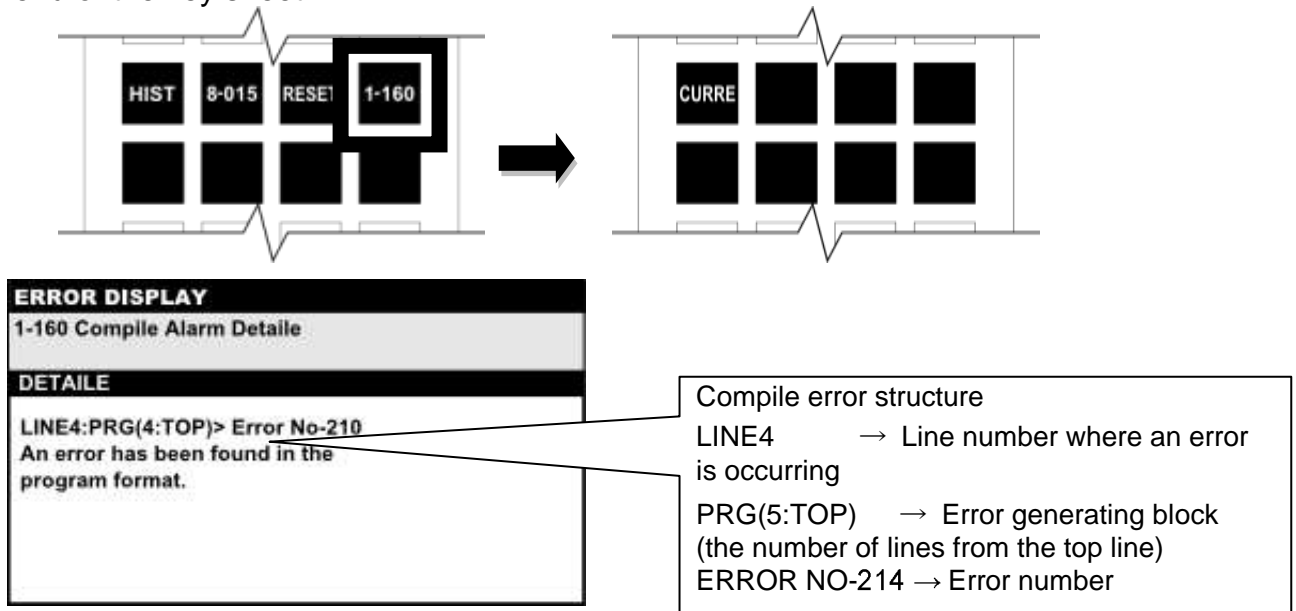 HIST 8-015 RESET 1-160
CURRE
ERROR DISPLAY
1-160 Compile Alarm Detaile
DETAILE
LINE4:PRG(4:TOP)> Error No-210
An error has been found in the
program format.
Compile error structure
LINE4 → Line number where an error
is occurring
PRG(5:TOP) → Error generating block
(the number of lines from the top line)
ERROR NO-214 → Error number